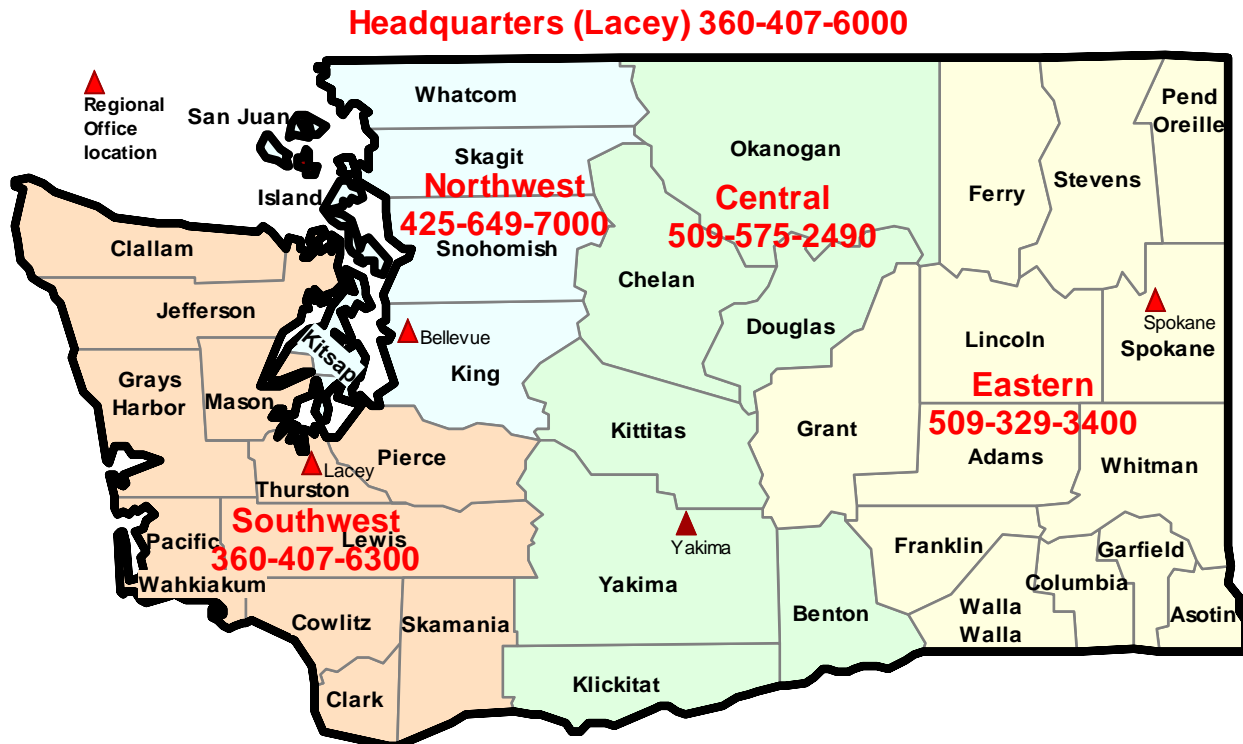 Headquarters (Lacey) 360-407-6000
Regional
Office
location
San Juan
Island
Whatcom
Skagit
Northwest
425-649-7000
Snohomish
Okanogan
Central
509-575-2490
Chelan
Douglas
Ferry
Stevens
Pend
Oreille
Clallam
Jefferson
Kitsap
Bellevue
King
Grays
Harbor
Mason
Lincoln
Spokane
Spokane
Eastern
509-329-3400
Kittitas
Grant
Adams
Whitman
Pierce
Lacey
Thurston
Southwest
Lewis
360-407-6300
Pacific
Wahkiakum
Yakima
Yakima
Franklin
Garfield
Columbia
Benton
Walla
Walla
Asotin
Cowlitz
Skamania
Clark
Klickitat